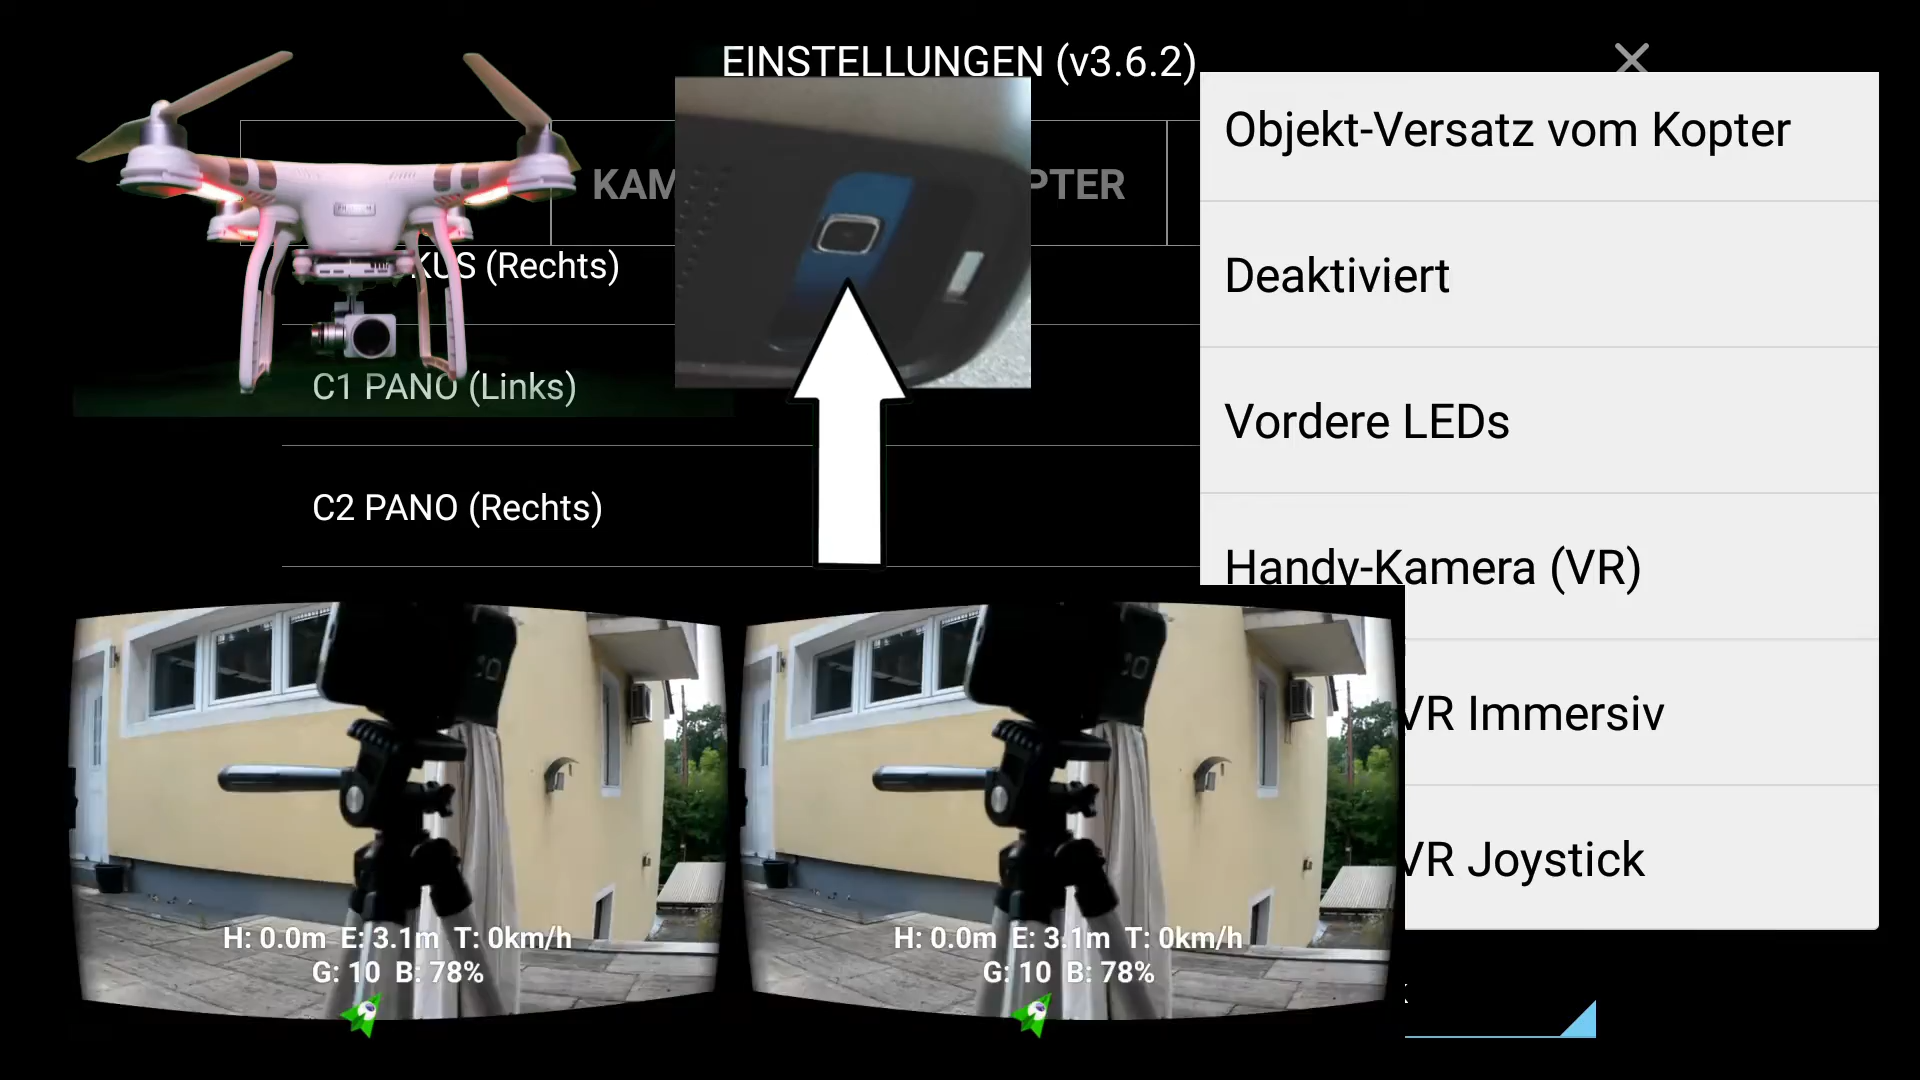 EINSTELLUNGEN (v3.6.2)
KAM
PTER
KUS (Rechts)
C1 PANO (Links)
C2 PANO (Rechts)
Objekt-Versatz vom Kopter
Deaktiviert
Vordere LEDs
Handy-Kamera (VR)
VR Immersiv
VR Joystick
H: 0.0m E: 3.1m T: 0km/h
G: 10 B: 78%
H: 0.0m E: 3.1m T: 0km/h
G: 10 B: 78%